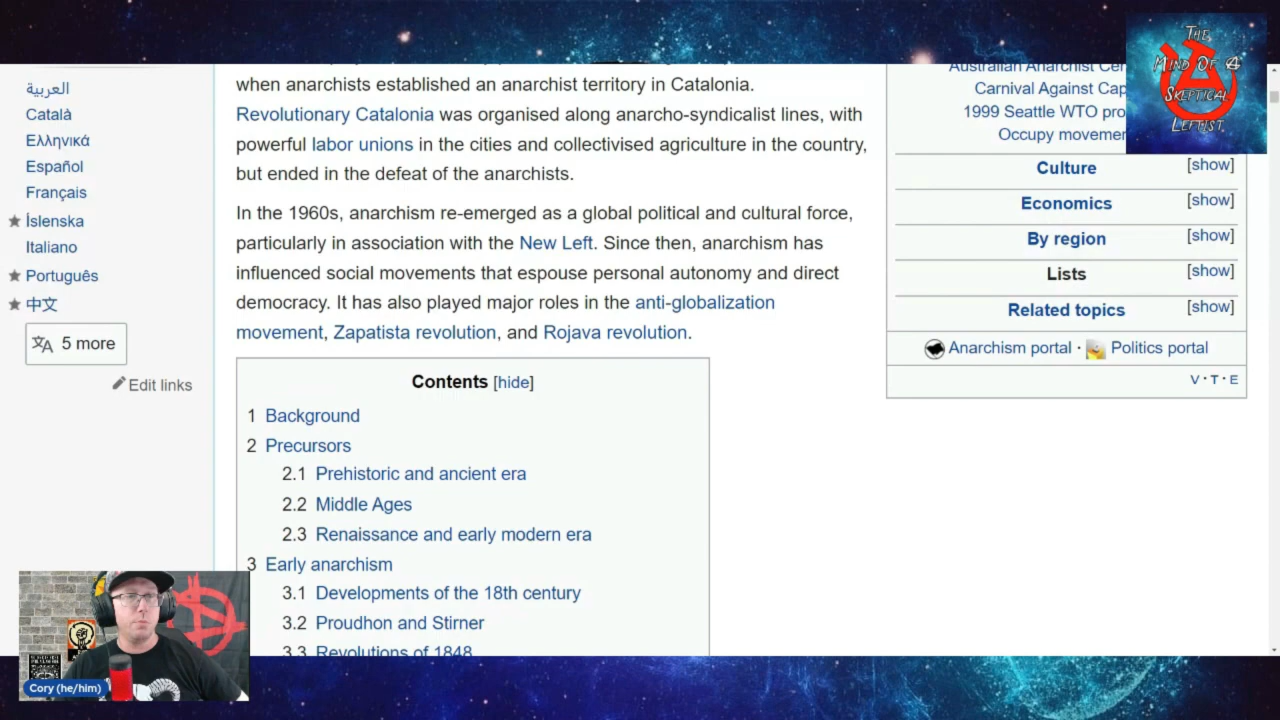 العربية
Català
Ελληνικά
Español
Français
Íslenska
Italiano
Português
中文
5 more
Edit links
when anarchists established an anarchist territory in Catalonia.
Revolutionary Catalonia was organised along anarcho-syndicalist lines, with
powerful labor unions in the cities and collectivised agriculture in the country,
but ended in the defeat of the anarchists.
In the 1960s, anarchism re-emerged as a global political and cultural force,
particularly in association with the New Left. Since then, anarchism has
influenced social movements that espouse personal autonomy and direct
democracy. It has also played major roles in the anti-globalization
movement, Zapatista revolution, and Rojava revolution.
Contents [hide]
1 Background
2 Precursors
2.1 Prehistoric and ancient era
2.2 Middle Ages
2.3 Renaissance and early modern era
3 Early anarchism
3.1 Developments of the 18th century
3.2 Proudhon and Stirner
3.3 Revolutions of 1848
Australian Anarchist Cen
Carnival Against Cap
1999 Seattle WTO pro
Occupy movemen
Culture [show]
Economics [show]
By region [show]
Lists [show]
Related topics [show]
Anarchism portal · Politics portal
V · T · E
The
Mind Of A
Skeptical
Leftist
Cory (he/him)